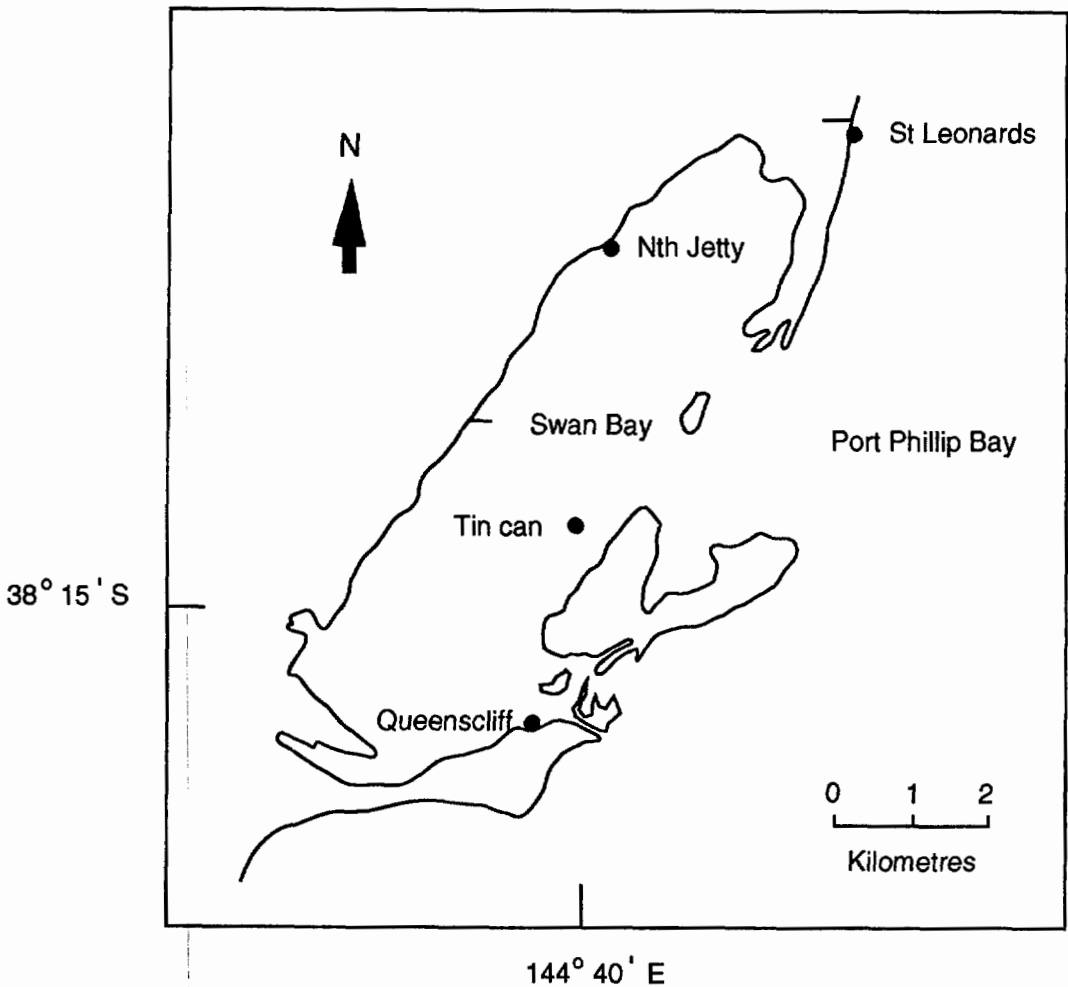 N
St Leonards
Nth Jetty
Swan Bay
Port Phillip Bay
Tin can
38° 15' S
Queenscliff
0 1 2
Kilometres
144° 40' E